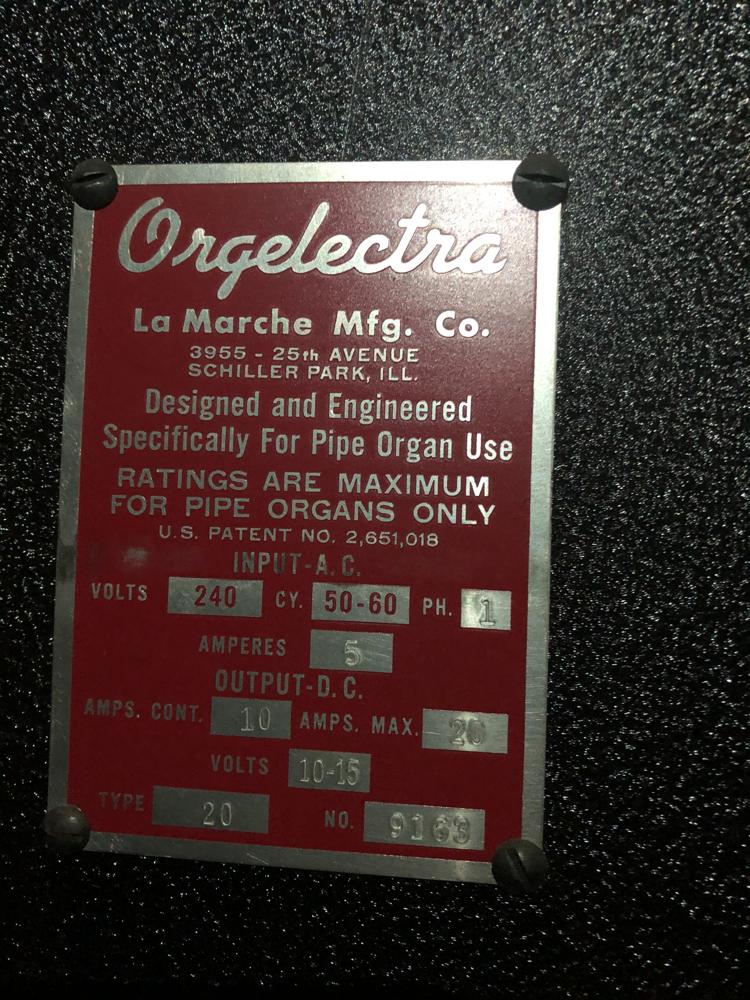 Orgelectra
La Marche Mfg. Co.
3955 - 25th AVENUE
SCHILLER PARK, ILL.
Designed and Engineered
Specifically For Pipe Organ Use
RATINGS ARE MAXIMUM
FOR PIPE ORGANS ONLY
U.S. PATENT NO. 2,651,018
INPUT-A.C.
VOLTS 240 CY. 50-60 PH. 1
AMPERES 5
OUTPUT-D.C.
AMPS. CONT. 10 AMPS. MAX. 20
VOLTS 10-15
TYPE 20 NO. 9163